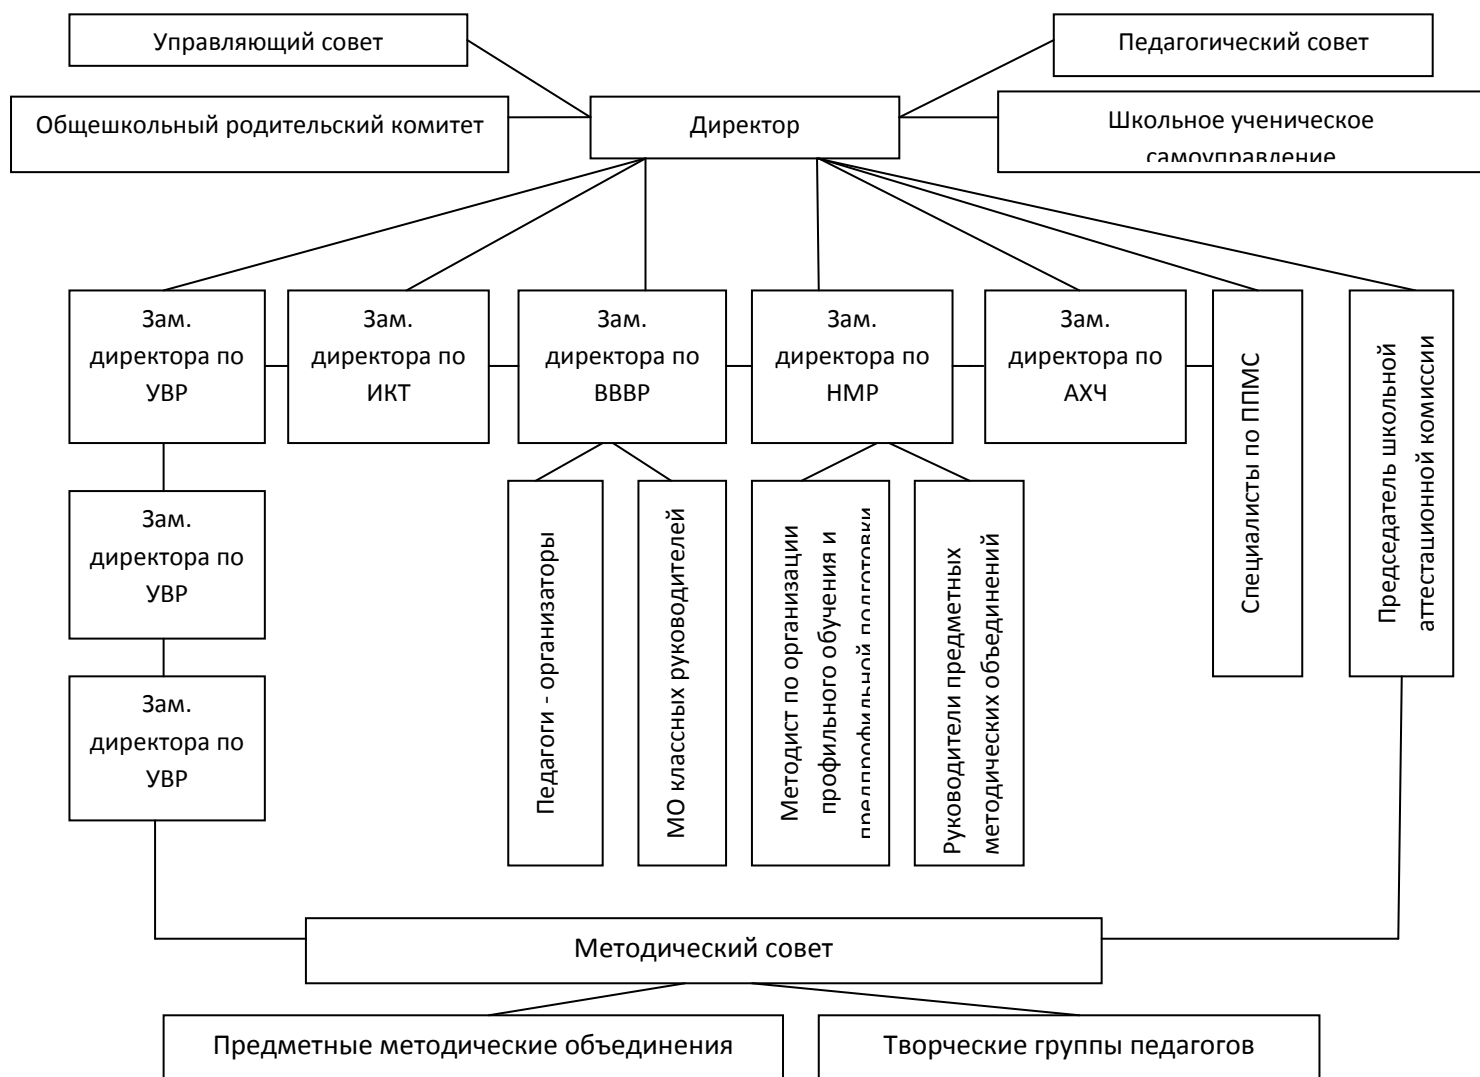 Управляющий совет
Педагогический совет
Общешкольный родительский комитет
Директор
Школьное ученическое
самоуправление
Зам.
директора по
УВР
Зам.
директора по
ИКТ
Зам.
директора по
ВВВР
Зам.
директора по
НМР
Зам.
директора по
АХЧ
Специалисты по ППМС
Председатель школьной
аттестационной комиссии
Зам.
директора по
УВР
Зам.
директора по
УВР
Педагоги - организаторы
МО классных руководителей
Методист по организации
профильного обучения и
предпрофильной подготовки
Руководители предметных
методических объединений
Методический совет
Предметные методические объединения
Творческие группы педагогов